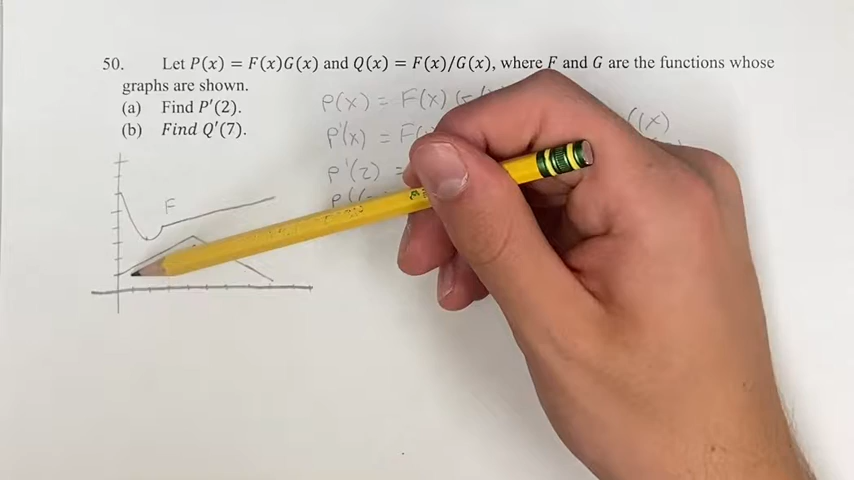 50. Let P(x) = F(x)G(x) and Q(x) = F(x)/G(x), where F and G are the functions whose
graphs are shown.
(a) Find P′(2).
(b) Find Q′(7).
P(x) = F(x)
P'(x) =
((x)
P'(2) =
F